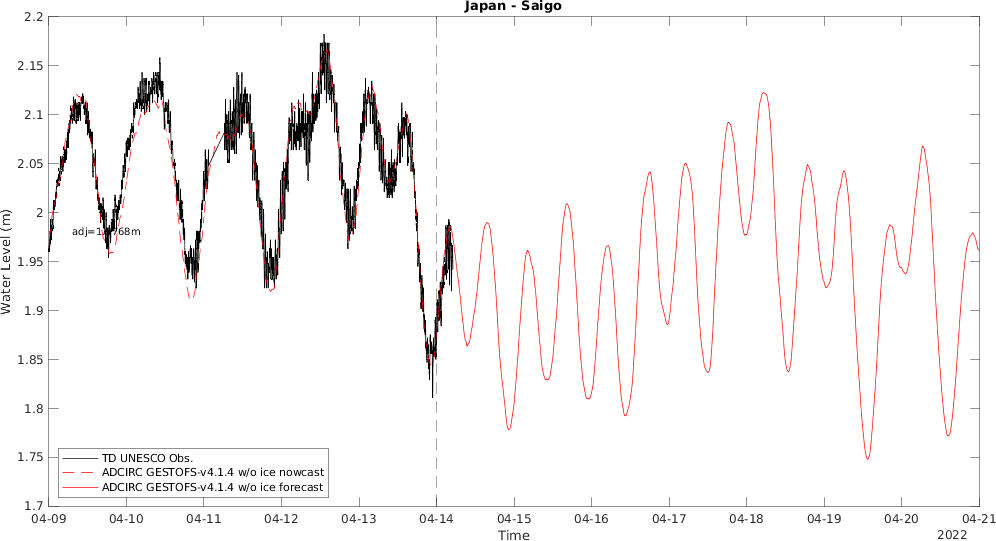 Japan - Saigo
2.2
2.15
2.1
2.05
2
1.95
1.9
1.85
1.8
1.75
1.7
Water Level (m)
TD UNESCO Obs.
ADCIRC GESTOFS-v4.1.4 w/o ice nowcast
ADCIRC GESTOFS-v4.1.4 w/o ice forecast
04-09 04-10 04-11 04-12 04-13 04-14 04-15 04-16 04-17 04-18 04-19 04-20 04-21
Time
2022